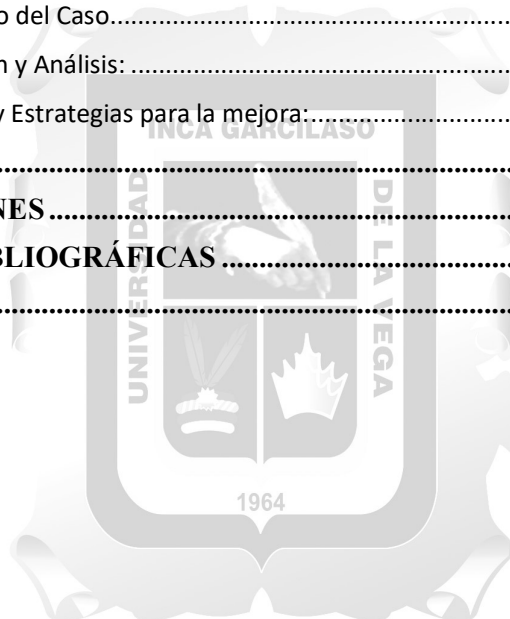 o del Caso
n y Análisis:
y Estrategias para la mejora:
INCA GARCILASO
NES
BLIOGRÁFICAS
UNIVERSIDAD
DE LA VEGA
1964